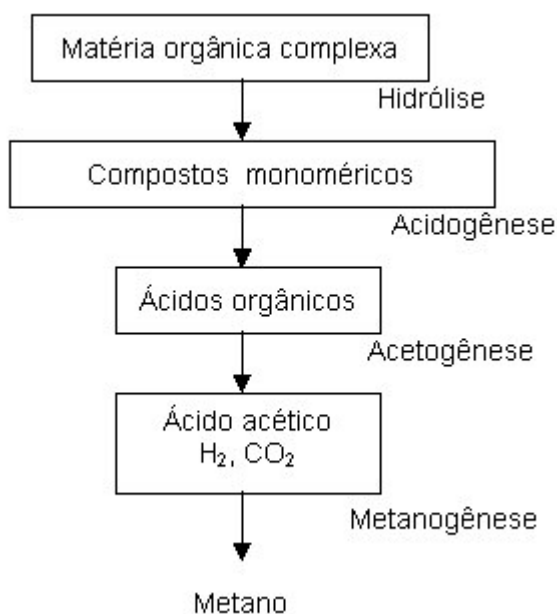 Matéria orgânica complexa
Hidrólise
Compostos monoméricos
Acidogênese
Ácidos orgânicos
Acetogênese
Ácido acético
H₂, CO₂
Metanogênese
Metano